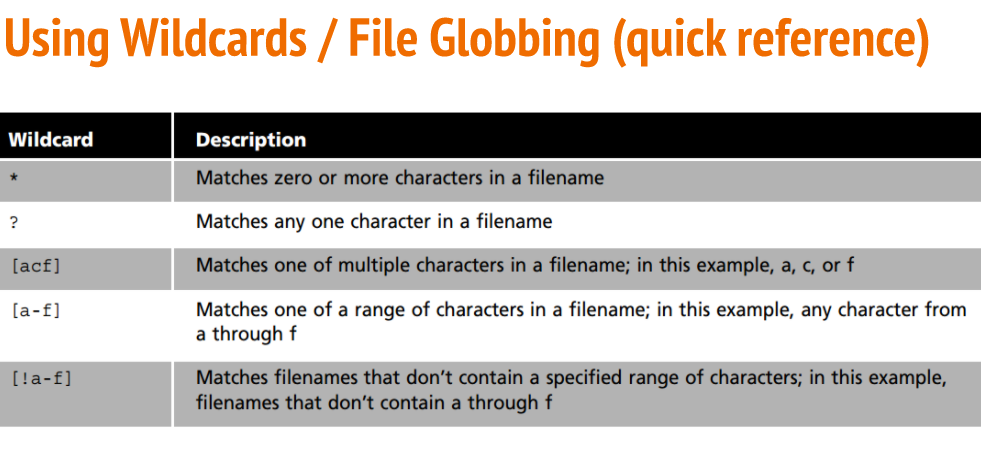 Using Wildcards / File Globbing (quick reference)
Wildcard Description
* Matches zero or more characters in a filename
? Matches any one character in a filename
[acf] Matches one of multiple characters in a filename; in this example, a, c, or f
[a-f] Matches one of a range of characters in a filename; in this example, any character from
a through f
[!a-f] Matches filenames that don’t contain a specified range of characters; in this example,
filenames that don’t contain a through f